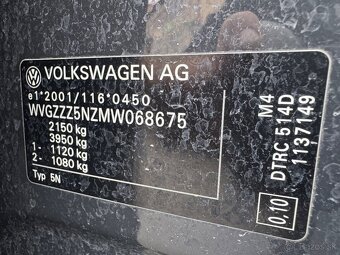 VOLKSWAGEN AG
e1*2001/116*0450
WVGZZZ5NZMW068675
2150 kg
3950 kg
1- 1120 kg
2- 1080 kg
Typ 5N
M4
DTRC 514D
1137149
0.10